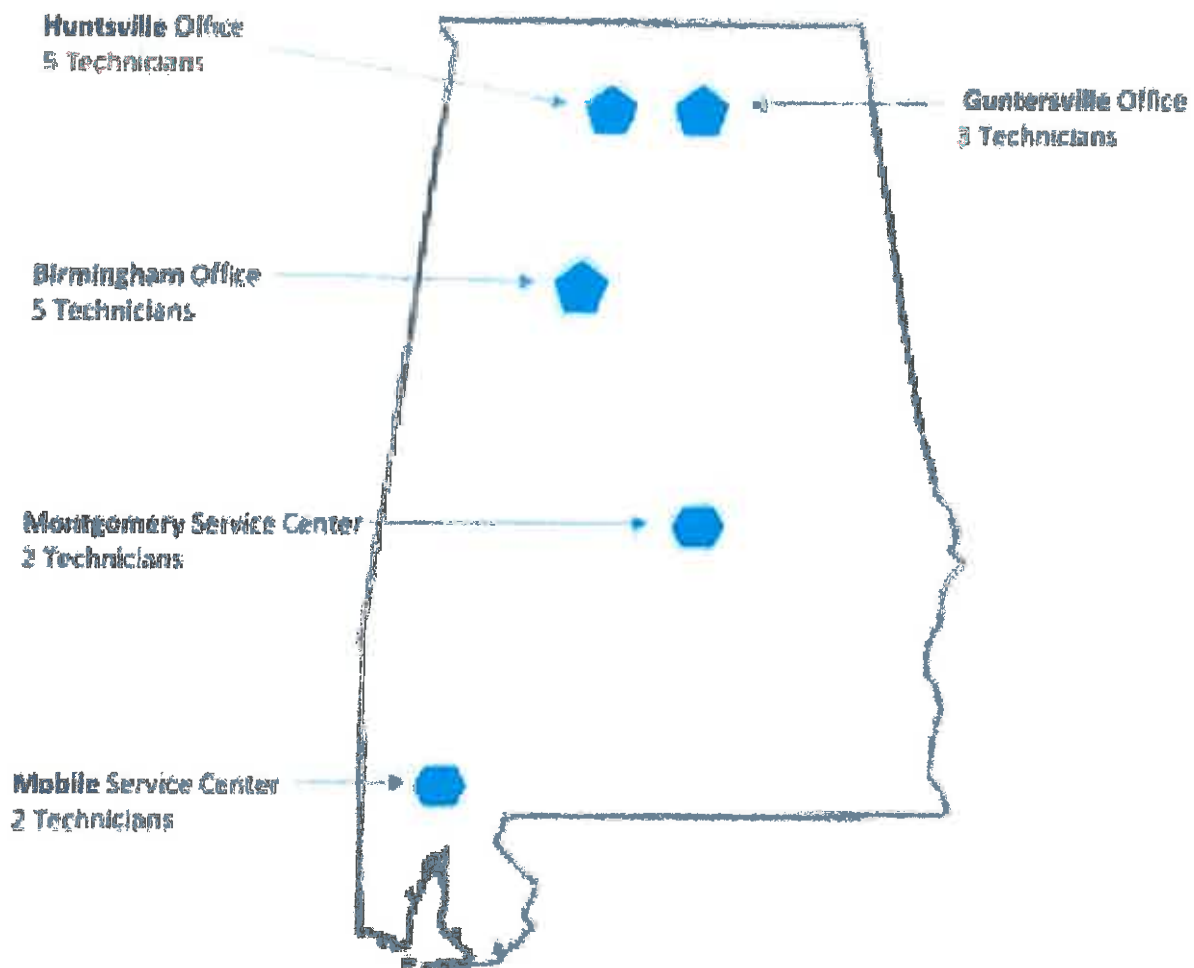 Huntsville Office
5 Technicians
Guntersville Office
3 Technicians
Birmingham Office
5 Technicians
Montgomery Service Center
2 Technicians
Mobile Service Center
2 Technicians